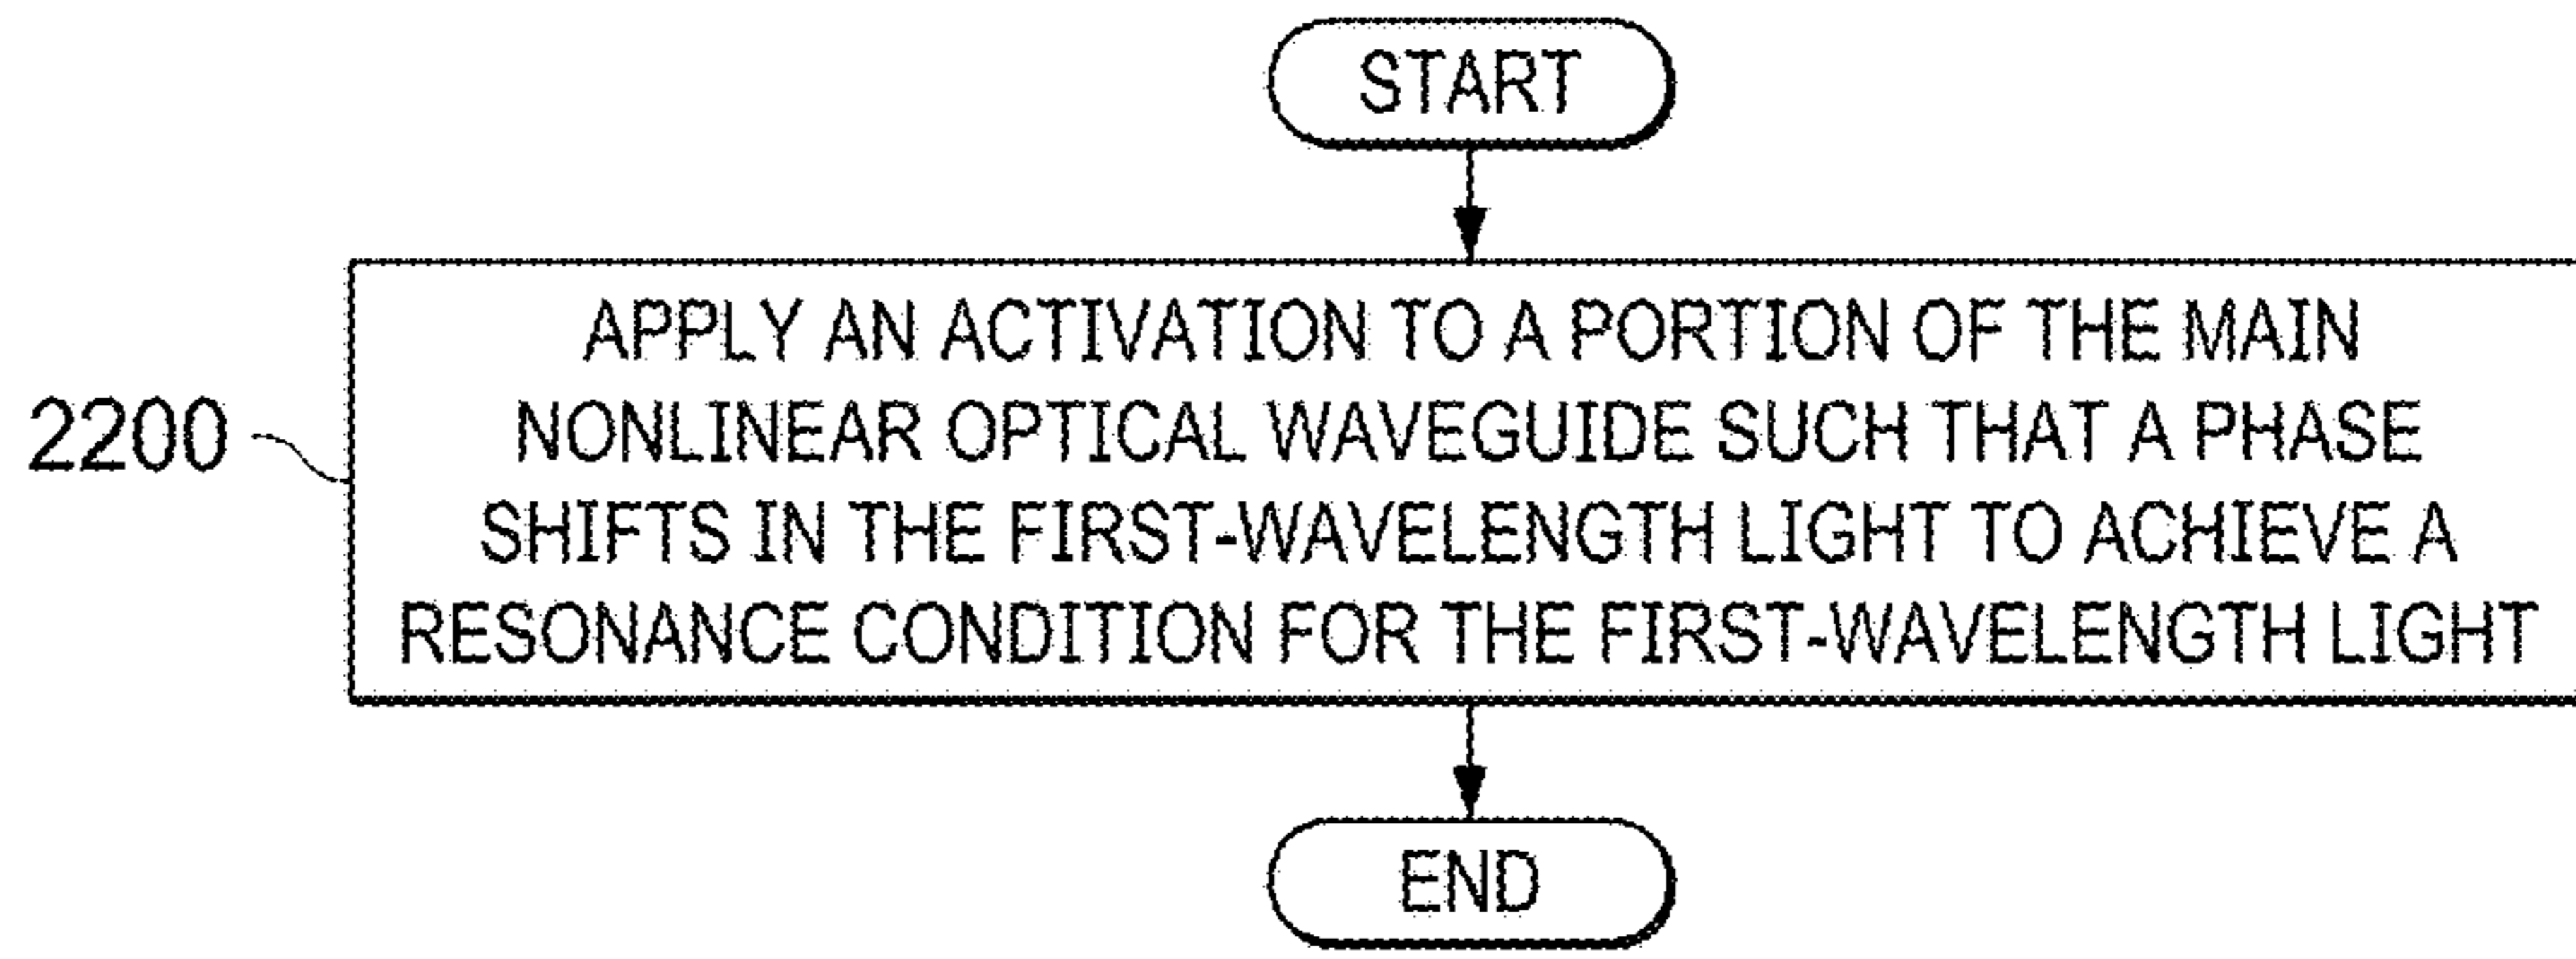 START
APPLY AN ACTIVATION TO A PORTION OF THE MAIN
NONLINEAR OPTICAL WAVEGUIDE SUCH THAT A PHASE
SHIFTS IN THE FIRST-WAVELENGTH LIGHT TO ACHIEVE A
RESONANCE CONDITION FOR THE FIRST-WAVELENGTH LIGHT
2200
END